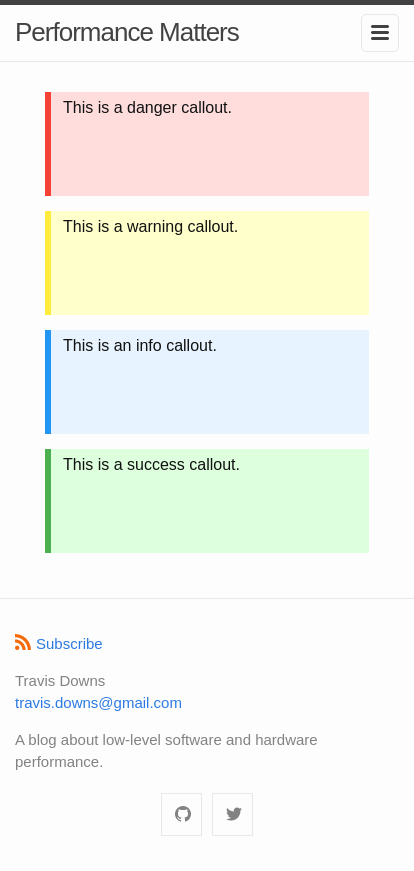 Performance Matters
This is a danger callout.
This is a warning callout.
This is an info callout.
This is a success callout.
Subscribe
Travis Downs
travis.downs@gmail.com
A blog about low-level software and hardware
performance.